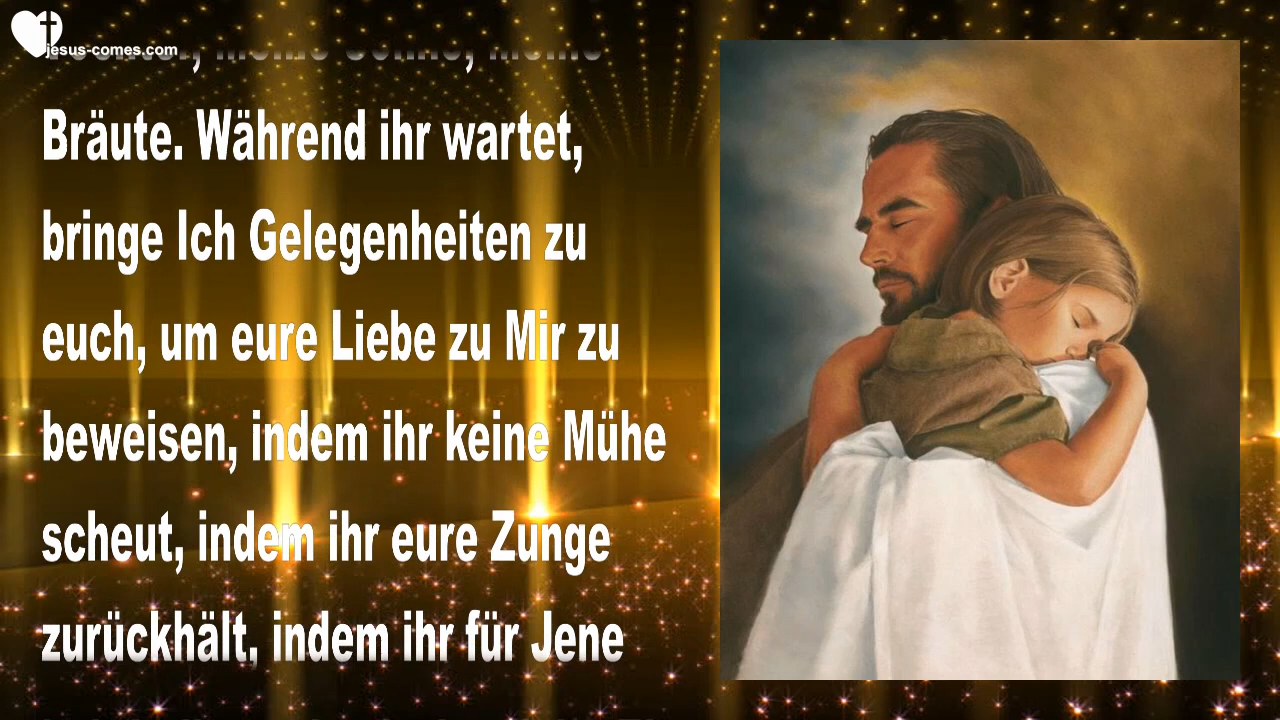 jesus-comes.com
Bräute. Während ihr wartet,
bringe Ich Gelegenheiten zu
euch, um eure Liebe zu Mir zu
beweisen, indem ihr keine Mühe
scheut, indem ihr eure Zunge
zurückhält, indem ihr für Jene